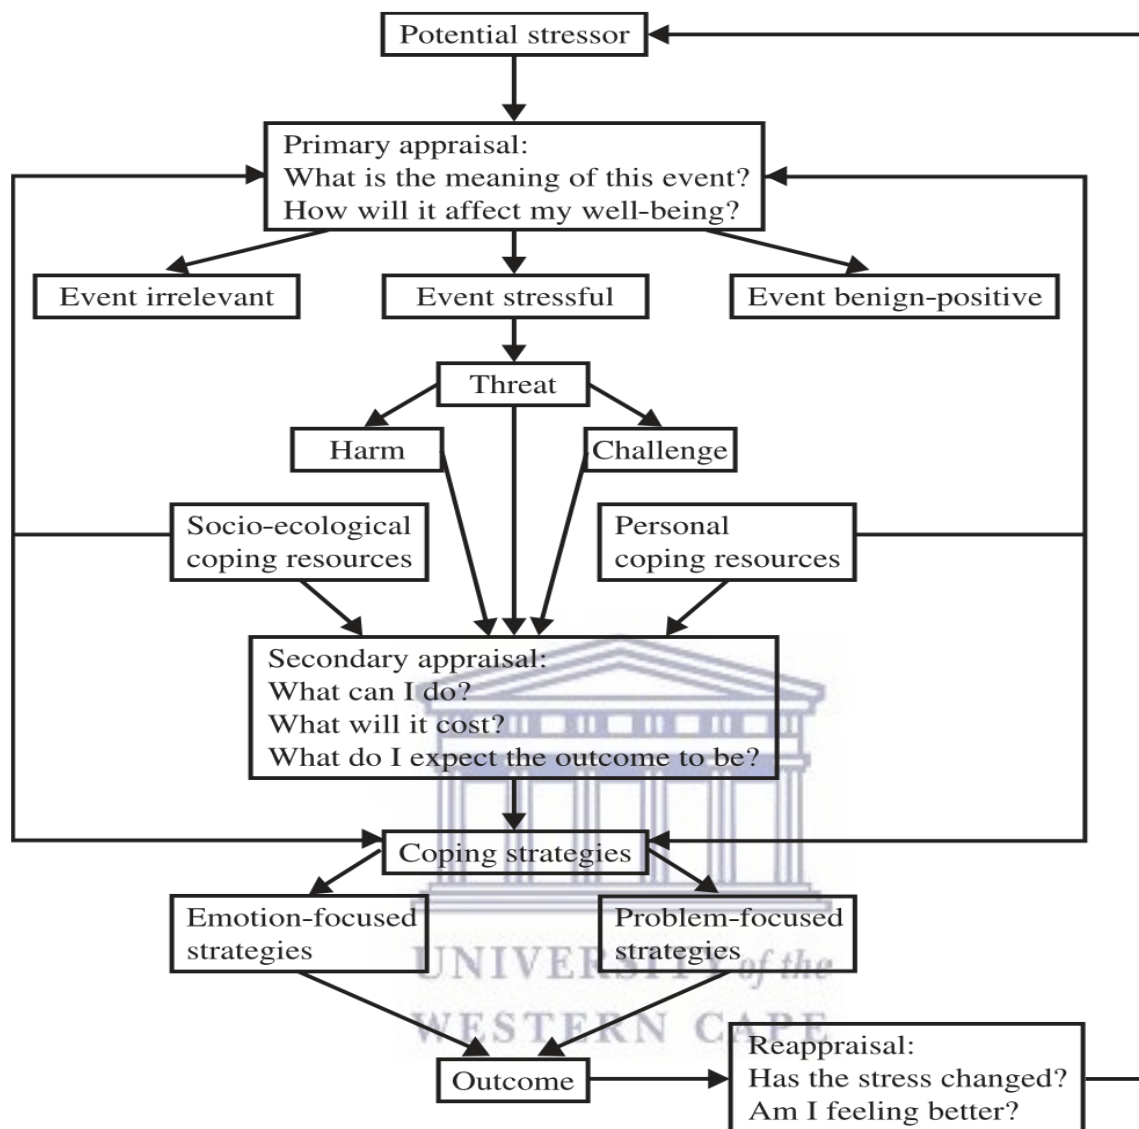 Potential stressor
Primary appraisal:
What is the meaning of this event?
How will it affect my well-being?
Event irrelevant
Event stressful
Event benign-positive
Threat
Harm
Challenge
Socio-ecological
coping resources
Personal
coping resources
Secondary appraisal:
What can I do?
What will it cost?
What do I expect the outcome to be?
Coping strategies
Emotion-focused
strategies
Problem-focused
strategies
UNIVERSITY of the
WESTERN CAPE
Outcome
Reappraisal:
Has the stress changed?
Am I feeling better?